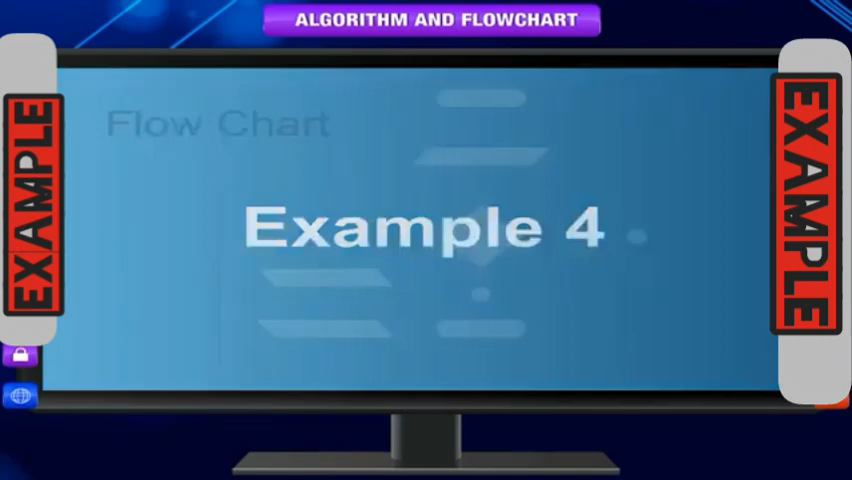 ALGORITHM AND FLOWCHART
EXAMPLE
Flow Chart
Example 4
EXAMPLE